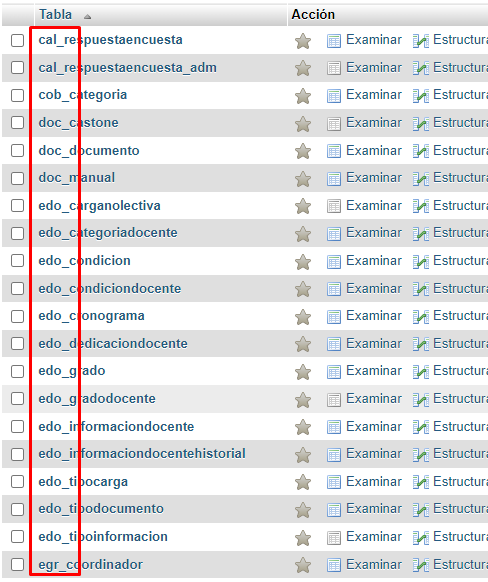 Tabla Acción
cal_respuestaencuesta Examinar Estructura
cal_respuestaencuesta_adm Examinar Estructura
cob_categoria Examinar Estructura
doc_castone Examinar Estructura
doc_documento Examinar Estructura
doc_manual Examinar Estructura
edo_carganolectiva Examinar Estructura
edo_categoriadocente Examinar Estructura
edo_condicion Examinar Estructura
edo_condiciondocente Examinar Estructura
edo_cronograma Examinar Estructura
edo_dedicaciondocente Examinar Estructura
edo_grado Examinar Estructura
edo_gradodocente Examinar Estructura
edo_informaciondocente Examinar Estructura
edo_informaciondocentehistorial Examinar Estructura
edo_tipocarga Examinar Estructura
edo_tipodocumento Examinar Estructura
edo_tipoinformacion Examinar Estructura
egr_coordinador Examinar Estructura